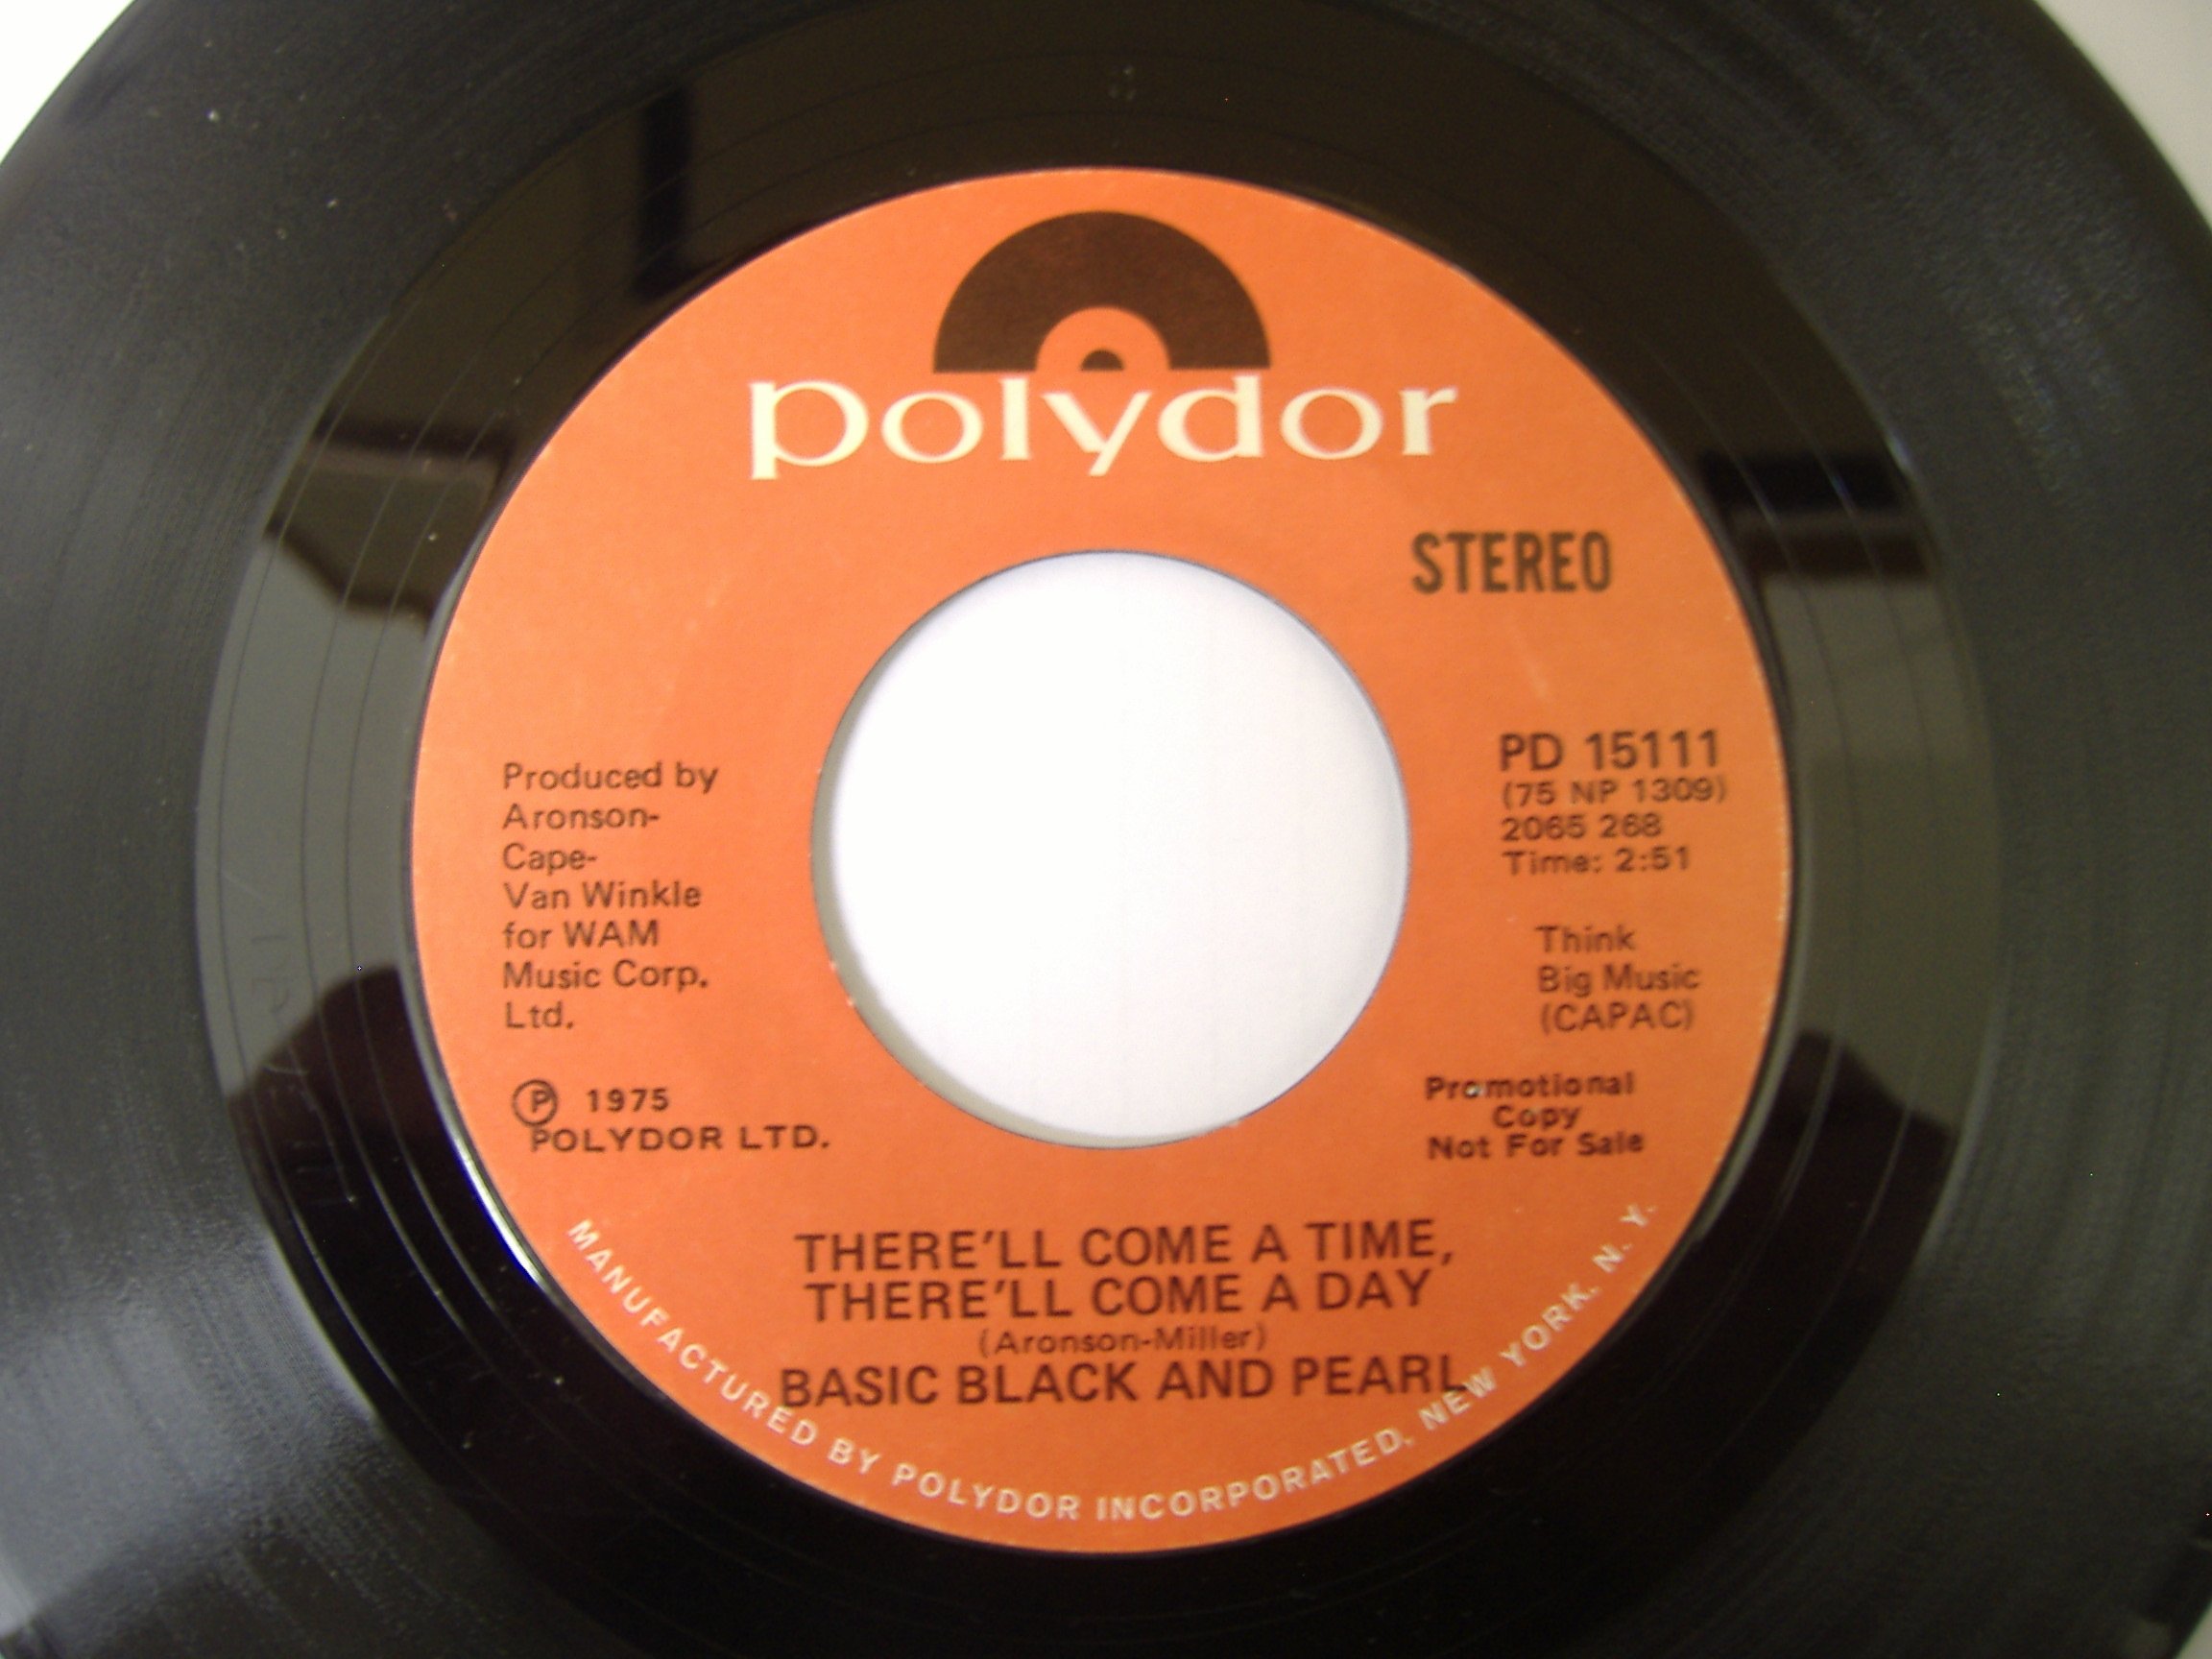 polydor
STEREO
PD 15111
(75 NP 1309)
2065 268
Time: 2:51
Produced by
Aronson-
Cape-
Van Winkle
for WAM
Music Corp.
Ltd.
Think
Big Music
(CAPAC)
Ⓟ 1975
POLYDOR LTD.
Promotional
Copy
Not For Sale
THERE'LL COME A TIME,
THERE'LL COME A DAY
(Aronson-Miller)
BASIC BLACK AND PEARL
MANUFACTURED BY POLYDOR INCORPORATED, NEW YORK, N. Y.